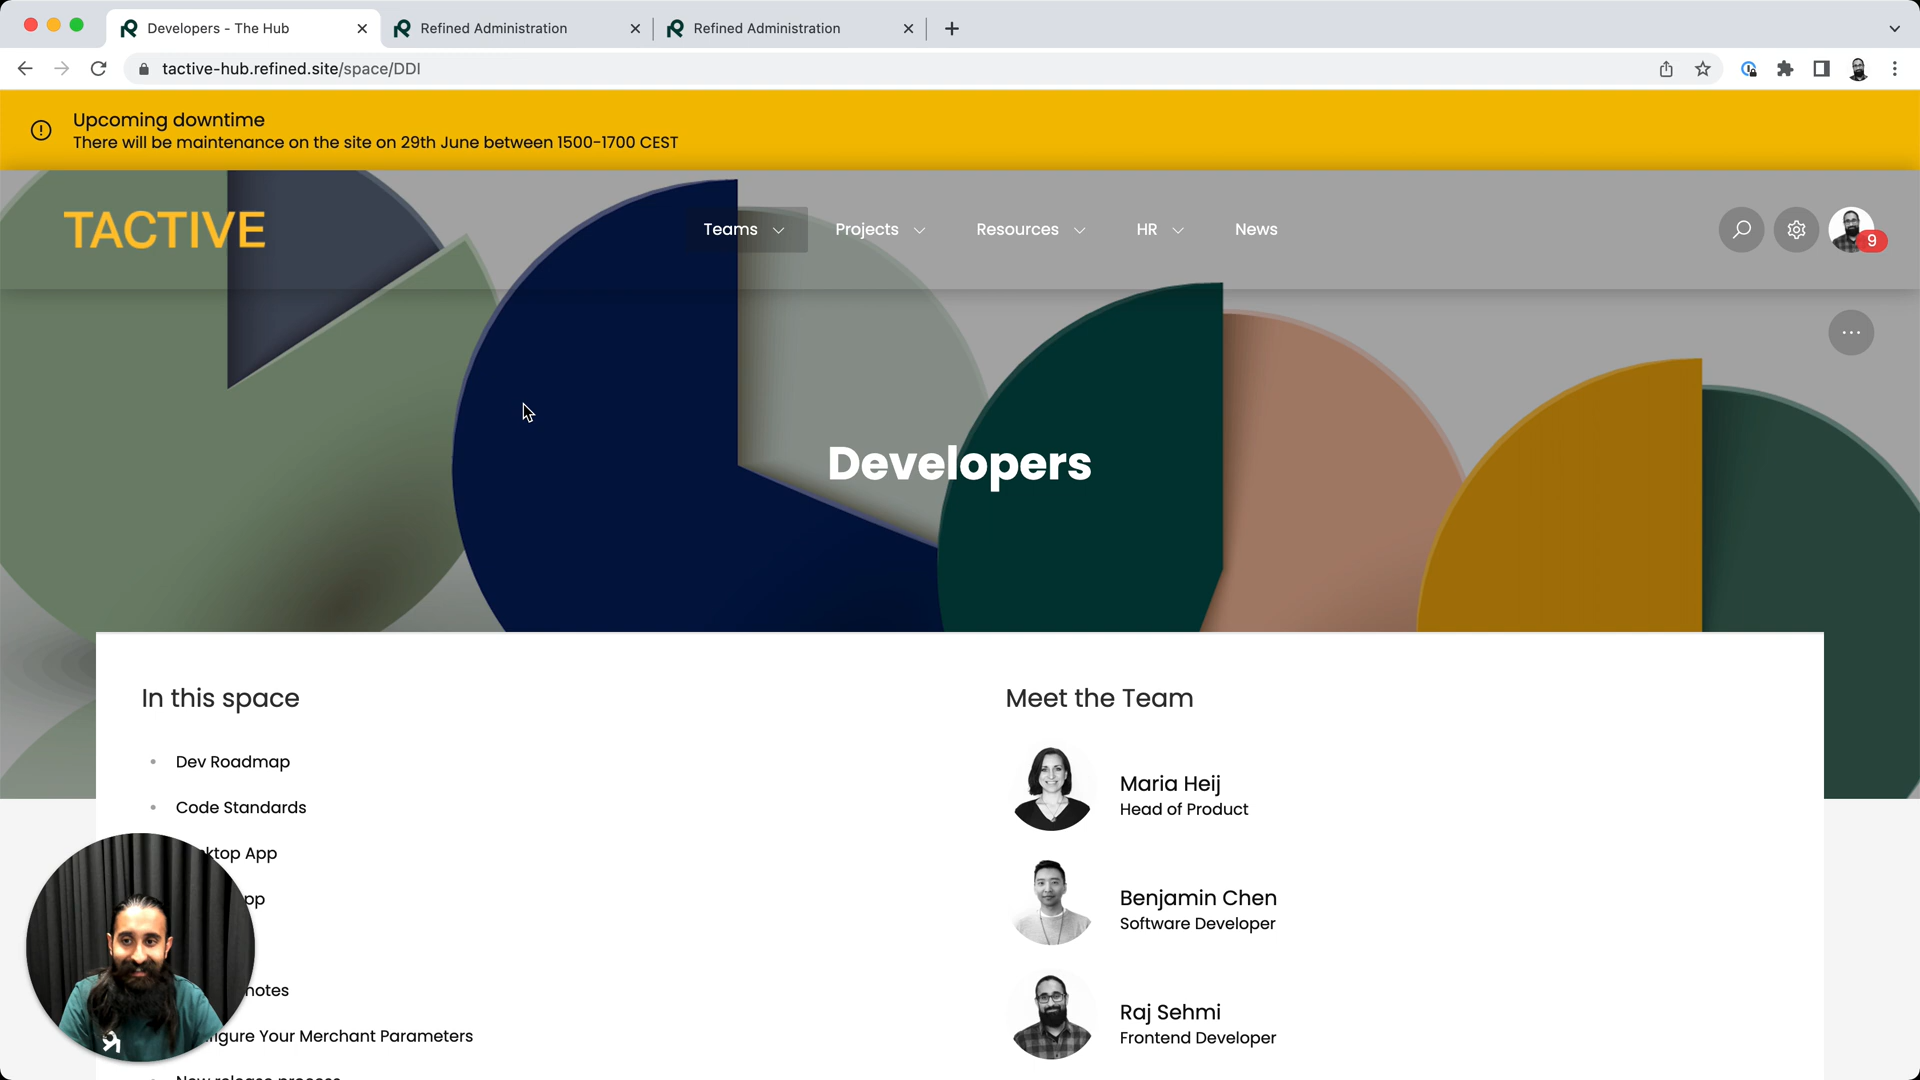 Developers - The Hub
Refined Administration
Refined Administration
tactive-hub.refined.site/space/DDI
Upcoming downtime
There will be maintenance on the site on 29th June between 1500-1700 CEST
TACTIVE
Teams
Projects
Resources
HR
News
9
Developers
In this space
Dev Roadmap
Code Standards
ktop App
pp
notes
igure Your Merchant Parameters
New release process
Meet the Team
Maria Heij
Head of Product
Benjamin Chen
Software Developer
Raj Sehmi
Frontend Developer